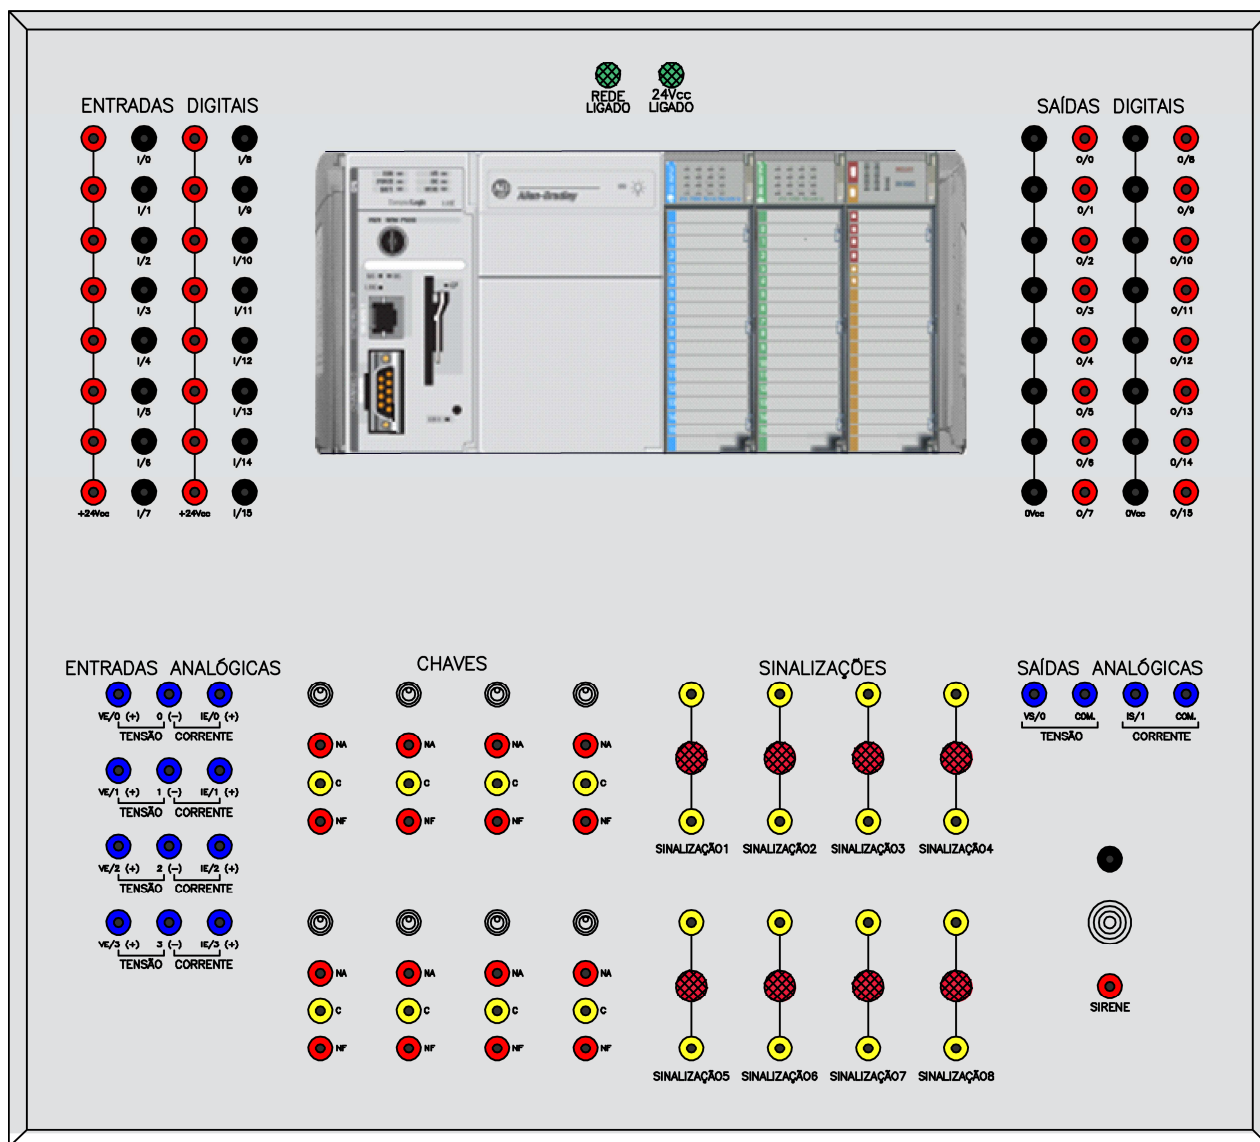 REDE LIGADO
24Vcc LIGADO
ENTRADAS DIGITAIS
I/0 I/8
I/1 I/9
I/2 I/10
I/3 I/11
I/4 I/12
I/5 I/13
I/6 I/14
+24Vcc I/7 +24Vcc I/15
Allen-Bradley
SAÍDAS DIGITAIS
O/0 O/8
O/1 O/9
O/2 O/10
O/3 O/11
O/4 O/12
O/5 O/13
O/6 O/14
0Vcc O/7 0Vcc O/15
ENTRADAS ANALÓGICAS
VE/0 (+) 0 (-) IE/0 (+)
TENSÃO CORRENTE
VE/1 (+) 1 (-) IE/1 (+)
TENSÃO CORRENTE
VE/2 (+) 2 (-) IE/2 (+)
TENSÃO CORRENTE
VE/3 (+) 3 (-) IE/3 (+)
TENSÃO CORRENTE
CHAVES
NA NA NA NA
C C C C
NF NF NF NF
NA NA NA NA
C C C C
NF NF NF NF
SINALIZAÇÕES
SINALIZAÇÃO1 SINALIZAÇÃO2 SINALIZAÇÃO3 SINALIZAÇÃO4
SINALIZAÇÃO5 SINALIZAÇÃO6 SINALIZAÇÃO7 SINALIZAÇÃO8
SAÍDAS ANALÓGICAS
VS/0 COM. IS/1 COM.
TENSÃO CORRENTE
SIRENE